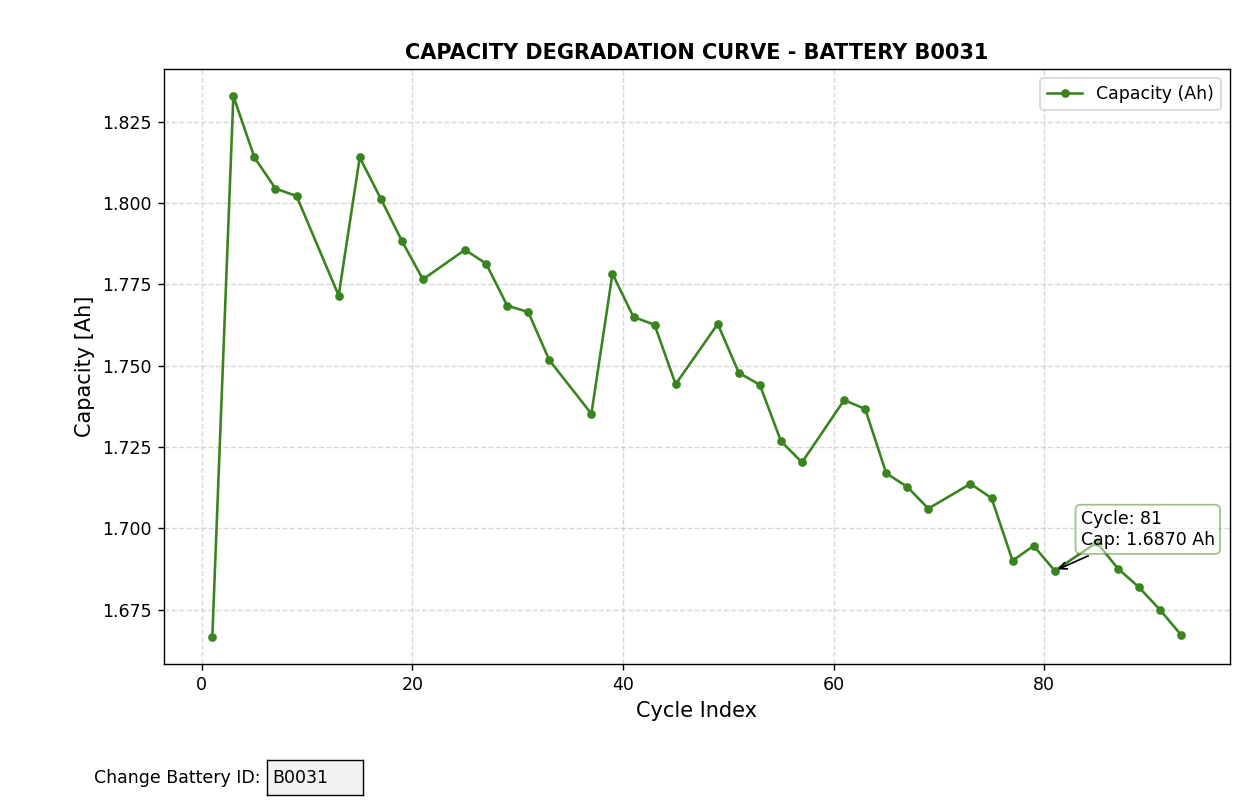 CAPACITY DEGRADATION CURVE - BATTERY B0031
Capacity (Ah)
1.825
1.800
1.775
1.750
1.725
1.700
1.675
Capacity [Ah]
Cycle: 81
Cap: 1.6870 Ah
0 20 40 60 80
Cycle Index
Change Battery ID: B0031